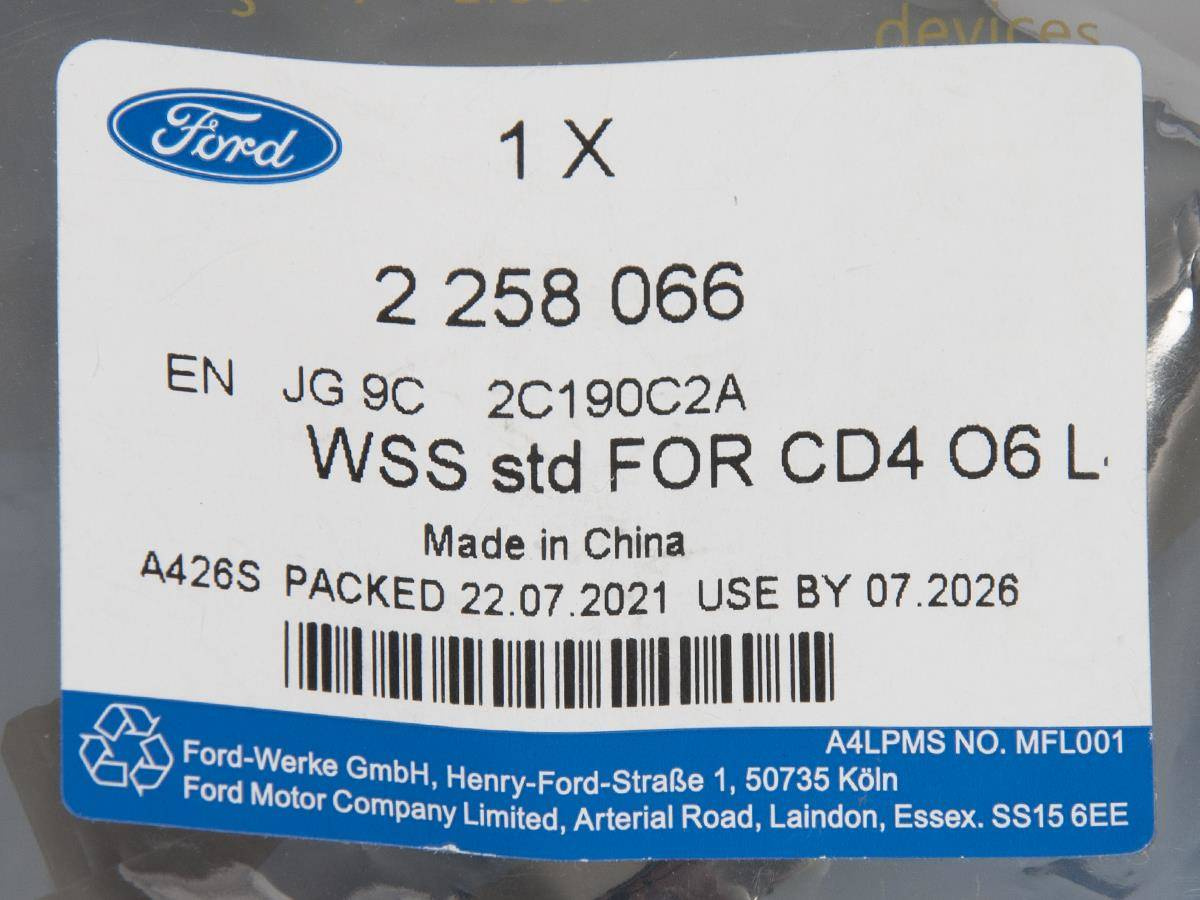 devices
Ford
1 X
2 258 066
EN JG 9C 2C190C2A
WSS std FOR CD4 O6 L
Made in China
A426S PACKED 22.07.2021 USE BY 07.2026
A4LPMS NO. MFL001
Ford-Werke GmbH, Henry-Ford-Straße 1, 50735 Köln
Ford Motor Company Limited, Arterial Road, Laindon, Essex. SS15 6EE